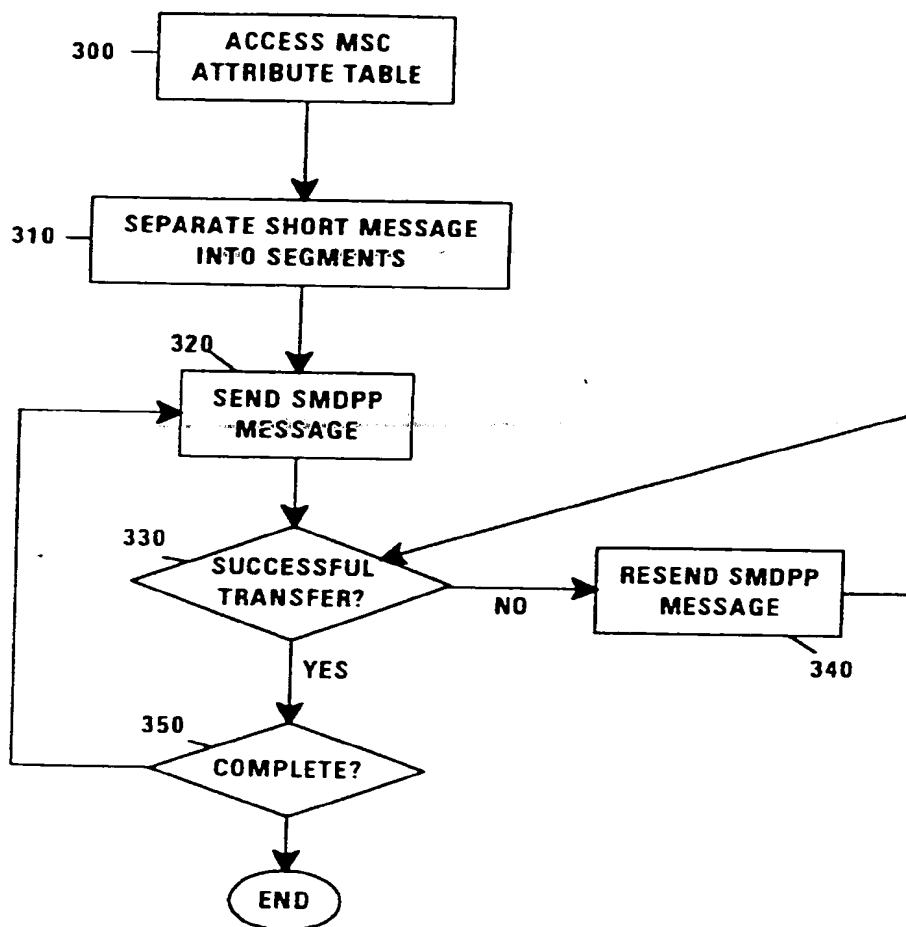 300
ACCESS MSC
ATTRIBUTE TABLE
310
SEPARATE SHORT MESSAGE
INTO SEGMENTS
320
SEND SMDPP
MESSAGE
330
SUCCESSFUL
TRANSFER?
NO
RESEND SMDPP
MESSAGE
340
YES
350
COMPLETE?
END